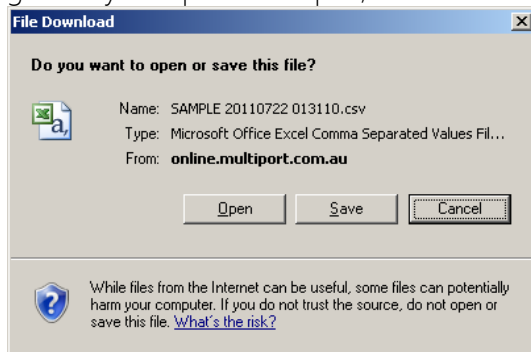 File Download
Do you want to open or save this file?
Name: SAMPLE 20110722 013110.csv
Type: Microsoft Office Excel Comma Separated Values Fil...
From: online.multiport.com.au
Open Save Cancel
While files from the Internet can be useful, some files can potentially
harm your computer. If you do not trust the source, do not open or
save this file. What's the risk?